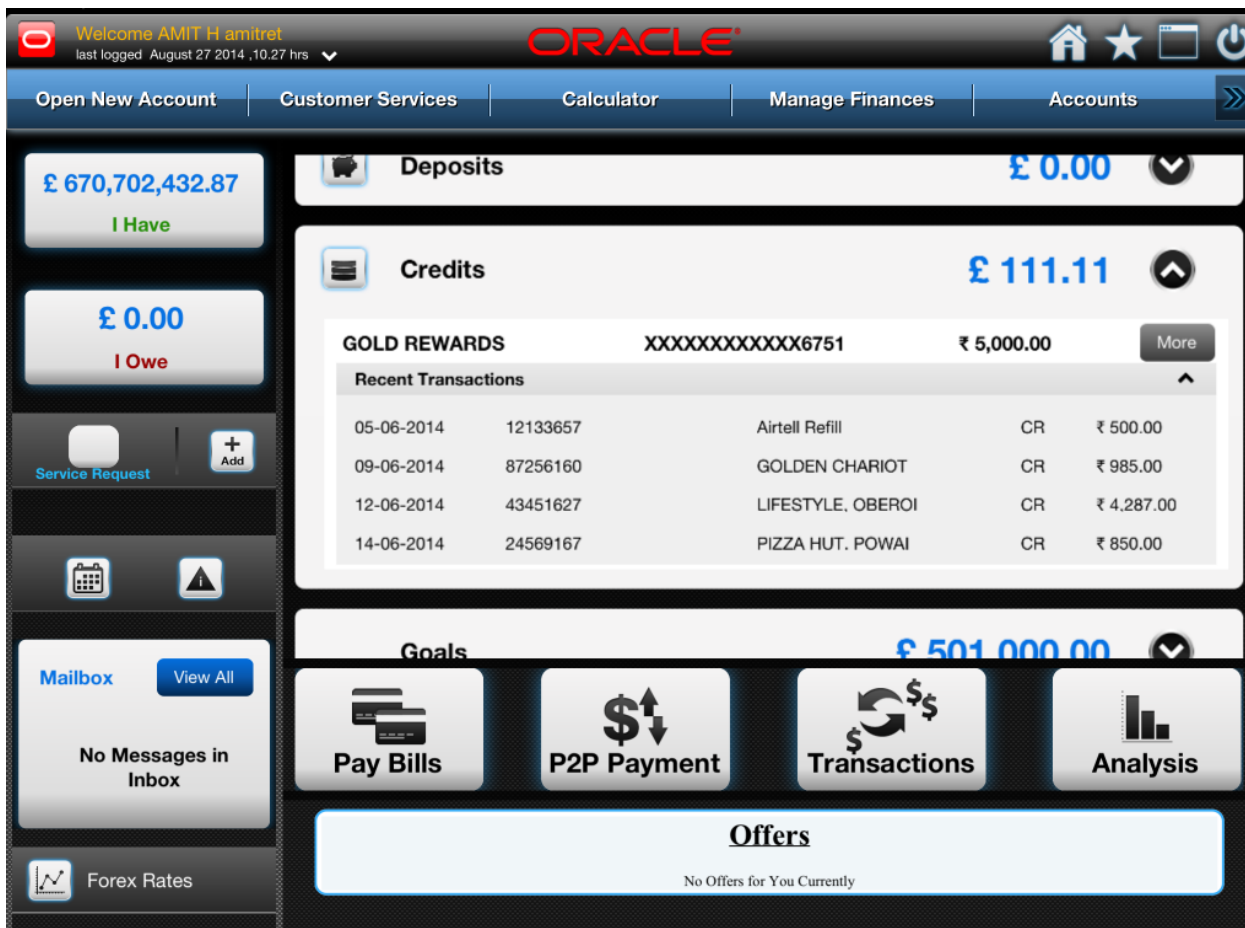 Welcome AMIT H amitret
last logged August 27 2014 ,10.27 hrs
ORACLE
Open New Account Customer Services Calculator Manage Finances Accounts
£ 670,702,432.87
I Have
£ 0.00
I Owe
Service Request
Add
Mailbox View All
No Messages in
Inbox
Forex Rates
Deposits £ 0.00
Credits £ 111.11
GOLD REWARDS XXXXXXXXXXXX6751 ₹ 5,000.00 More
Recent Transactions
05-06-2014 12133657 Airtell Refill CR ₹ 500.00
09-06-2014 87256160 GOLDEN CHARIOT CR ₹ 985.00
12-06-2014 43451627 LIFESTYLE, OBEROI CR ₹ 4,287.00
14-06-2014 24569167 PIZZA HUT. POWAI CR ₹ 850.00
Goals £ 501,000.00
Pay Bills P2P Payment Transactions Analysis
Offers
No Offers for You Currently